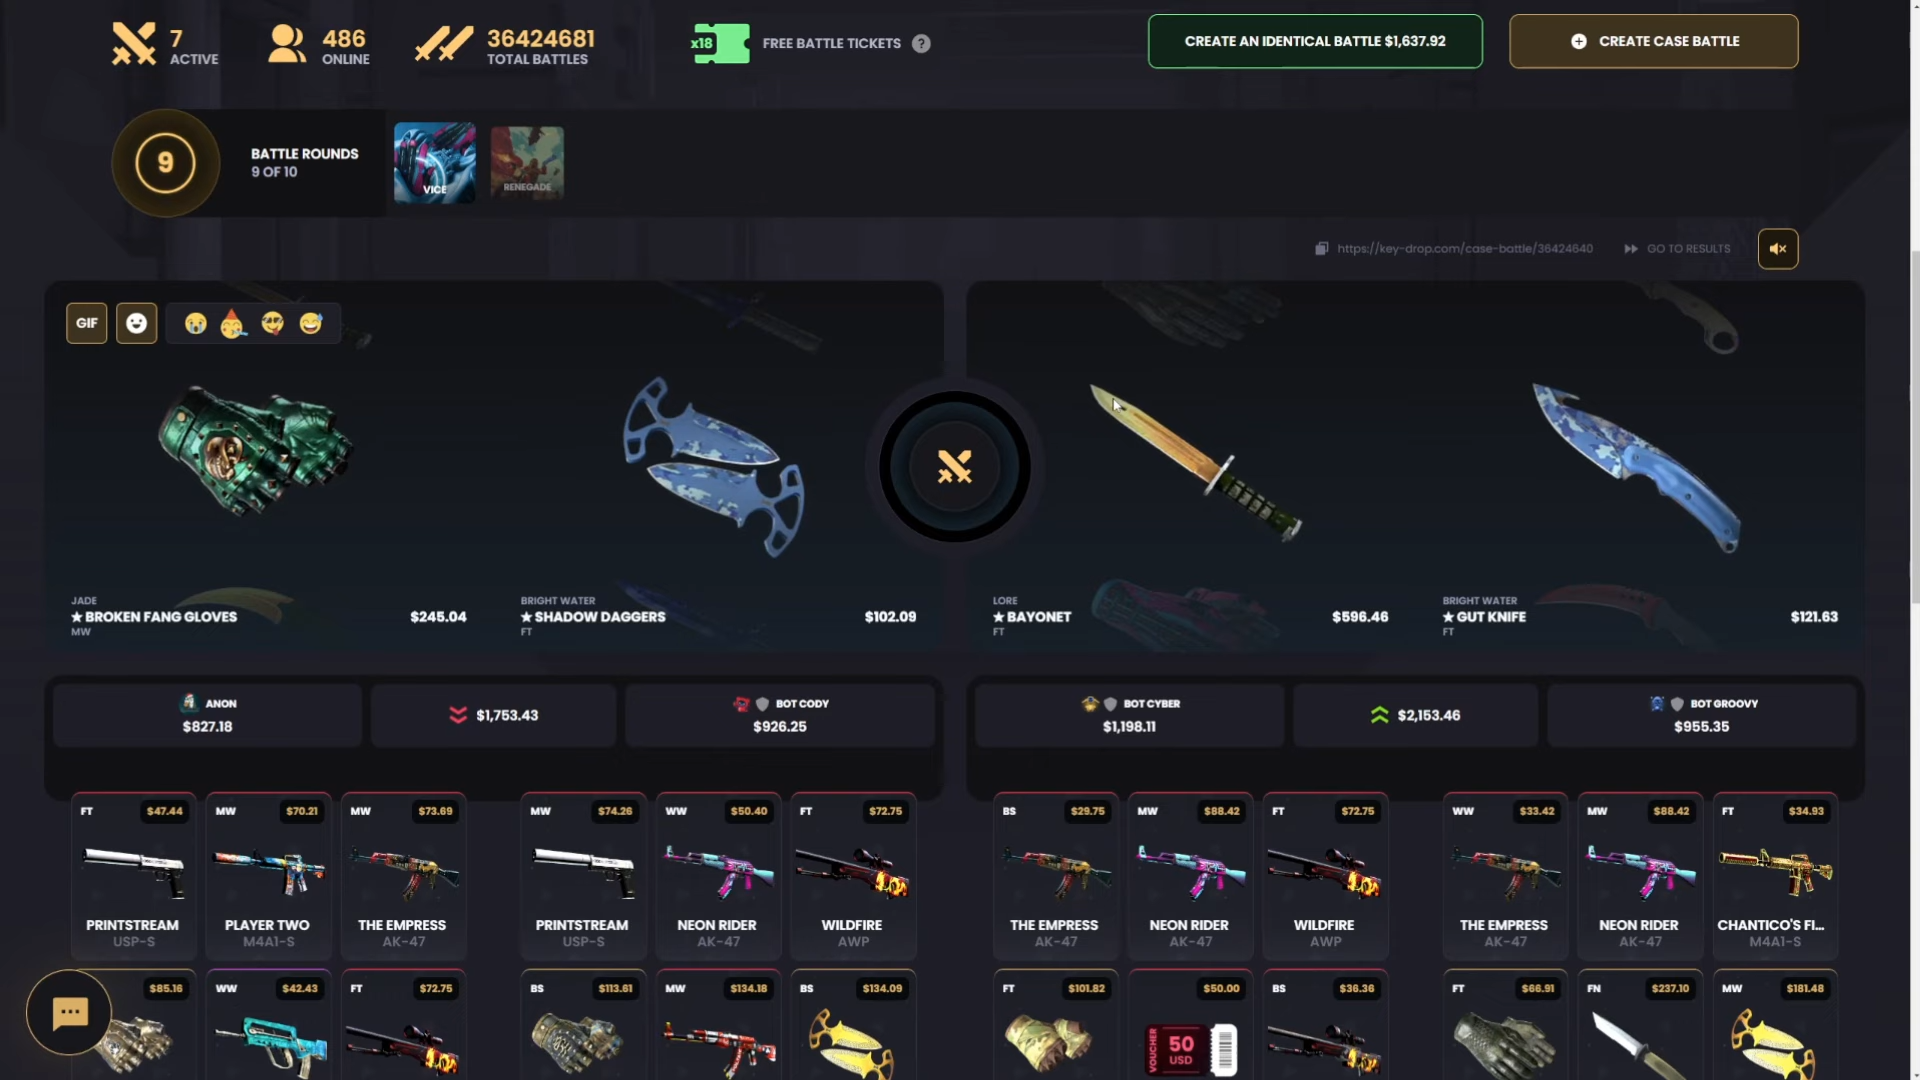 7
ACTIVE
486
ONLINE
36424681
TOTAL BATTLES
x18
FREE BATTLE TICKETS
?
CREATE AN IDENTICAL BATTLE $1,637.92
CREATE CASE BATTLE
9
BATTLE ROUNDS
9 OF 10
VICE
RENEGADE
https://key-drop.com/case-battle/36424640
GO TO RESULTS
GIF
JADE
★ BROKEN FANG GLOVES
MW
$245.04
BRIGHT WATER
★ SHADOW DAGGERS
FT
$102.09
LORE
★ BAYONET
FT
$596.46
BRIGHT WATER
★ GUT KNIFE
FT
$121.63
ANON
$827.18
$1,753.43
BOT CODY
$926.25
BOT CYBER
$1,198.11
$2,153.46
BOT GROOVY
$955.35
FT $47.44
PRINTSTREAM
USP-S
MW $70.21
PLAYER TWO
M4A1-S
MW $73.69
THE EMPRESS
AK-47
MW $74.26
PRINTSTREAM
USP-S
WW $50.40
NEON RIDER
AK-47
FT $72.75
WILDFIRE
AWP
BS $29.75
THE EMPRESS
AK-47
MW $88.42
NEON RIDER
AK-47
FT $72.75
WILDFIRE
AWP
WW $33.42
THE EMPRESS
AK-47
MW $88.42
NEON RIDER
AK-47
FT $34.93
CHANTICO'S FI...
M4A1-S
$85.16
WW $42.43
FT $72.75
BS $113.61
MW $134.18
BS $134.09
FT $101.82
$50.00
VOUCHER
50
USD
BS $36.36
FT $66.91
FN $237.10
MW $181.48